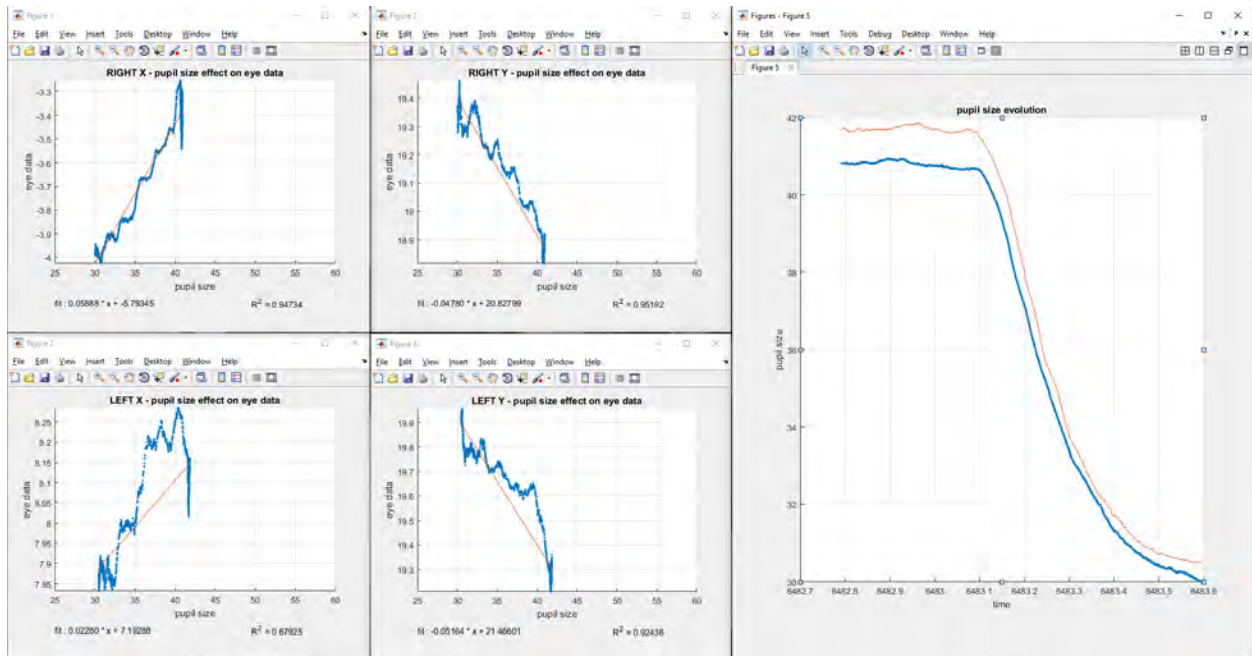 Figure 1
File Edit View Insert Tools Desktop Window Help
RIGHT X - pupil size effect on eye data
-3.3
-3.4
-3.5
-3.6
-3.7
-3.8
-3.9
-4
eye data
25 30 35 40 45 50 55 60
pupil size
fit : 0.05888 * x + -5.79345
R2 = 0.94734
Figure 2
File Edit View Insert Tools Desktop Window Help
RIGHT Y - pupil size effect on eye data
19.4
19.3
19.2
19.1
19
18.9
eye data
25 30 35 40 45 50 55 60
pupil size
fit : -0.04780 * x + 20.82799
R2 = 0.95192
File Edit View Insert Tools Desktop Window Help
LEFT X - pupil size effect on eye data
8.25
8.2
8.15
8.1
8.05
8
7.95
7.9
7.85
eye data
25 30 35 40 45 50 55 60
pupil size
fit : 0.02280 * x + 7.19288
R2 = 0.67925
Figure 4
File Edit View Insert Tools Desktop Window Help
LEFT Y - pupil size effect on eye data
19.9
19.8
19.7
19.6
19.5
19.4
19.3
eye data
25 30 35 40 45 50 55 60
pupil size
fit : -0.05164 * x + 21.46601
R2 = 0.92436
Figures - Figure 5
File Edit View Insert Tools Debug Desktop Window Help
Figure 5
pupil size evolution
42
40
38
36
34
32
30
pupil size
6482.7 6482.8 6482.9 6483 6483.1 6483.2 6483.3 6483.4 6483.5 6483.6
time